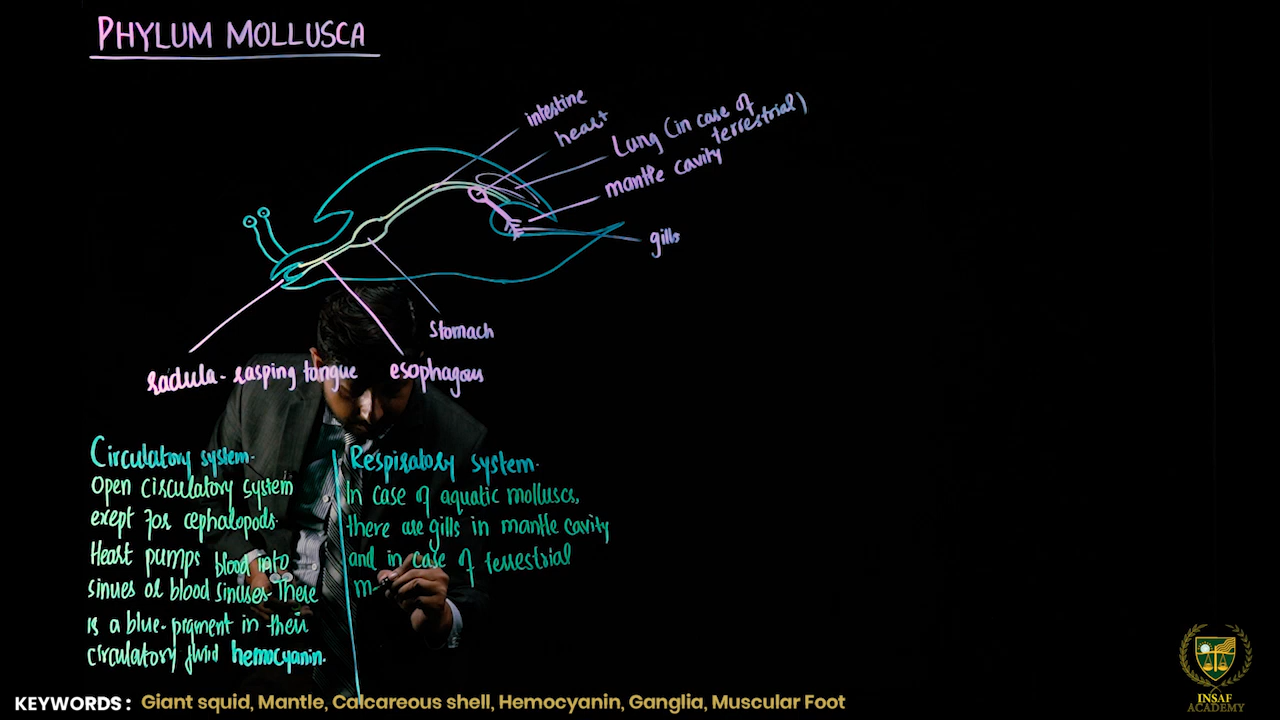 PHYLUM MOLLUSCA
intestine
heart
Lung (in case of
terrestrial)
mantle cavity
gills
stomach
radula - rasping tongue
esophagous
Circulatory system.
Open circulatory system
exept for cephalopods.
Heart pumps blood into
sinues or blood sinuses. There
is a blue-pigment in their
circulatory fluid hemocyanin.
Respiratory system.
In case of aquatic molluscs,
there are gills in mantle cavity
and in case of terrestrial
m
KEYWORDS : Giant squid, Mantle, Calcareous shell, Hemocyanin, Ganglia, Muscular Foot
INSAF
ACADEMY